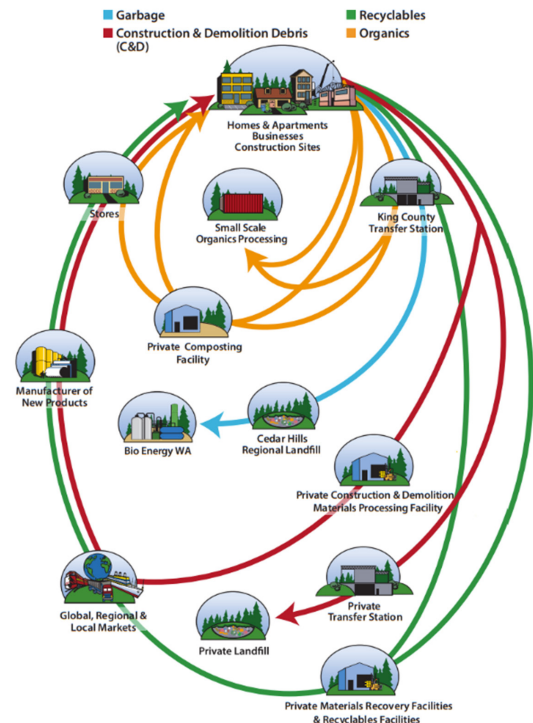 Garbage
Construction & Demolition Debris
(C&D)
Recyclables
Organics
Homes & Apartments
Businesses
Construction Sites
Stores
Small Scale
Organics Processing
King County
Transfer Station
Private Composting
Facility
Manufacturer of
New Products
Bio Energy WA
Cedar Hills
Regional Landfill
Private Construction & Demolition
Materials Processing Facility
Global, Regional &
Local Markets
Private Landfill
Private
Transfer Station
Private Materials Recovery Facilities
& Recyclables Facilities